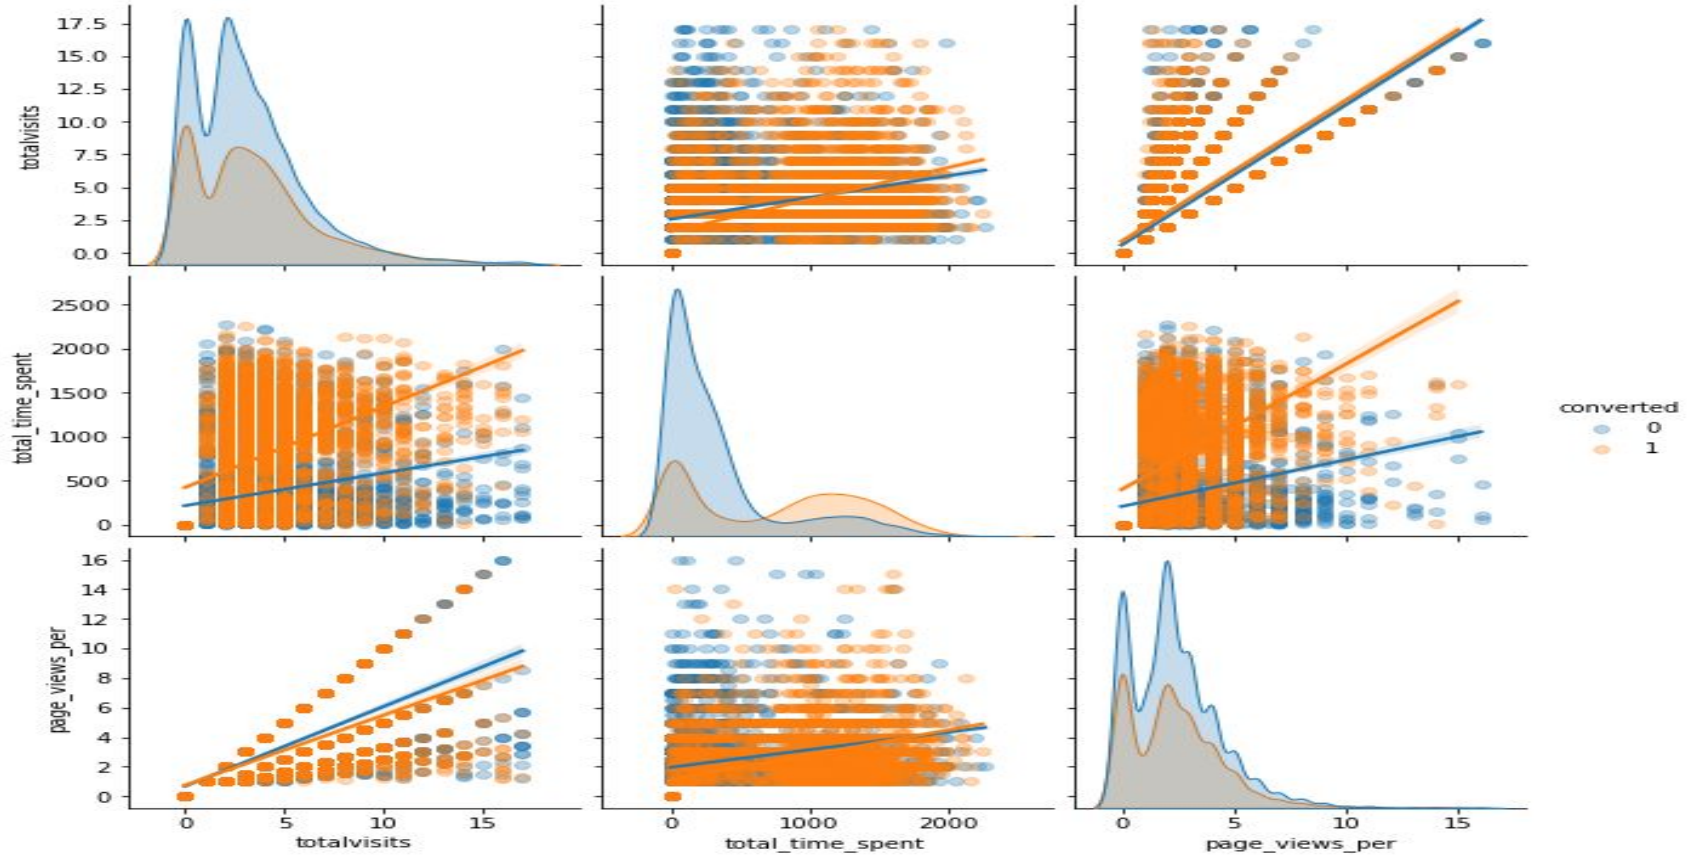 totalvisits
17.5
15.0
12.5
10.0
7.5
5.0
2.5
0.0
total_time_spent
2500
2000
1500
1000
500
0
page_views_per
16
14
12
10
8
6
4
2
0
0 5 10 15
totalvisits
0 1000 2000
total_time_spent
0 5 10 15
page_views_per
converted
0
1